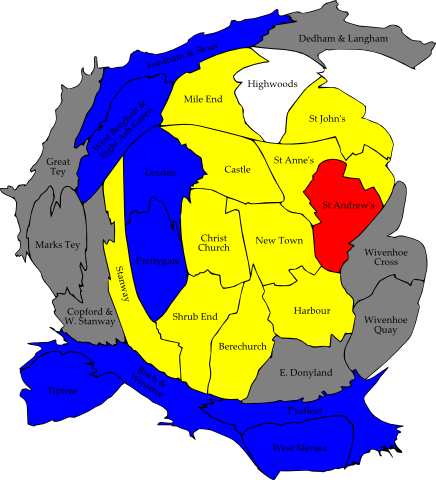 Dedham & Langham
Fordham & Stour
Highwoods
Mile End
St John's
West Bergholt &
Eight Ash Green
Great
Tey
St Anne's
Castle
Lexden
St Andrew's
Marks Tey
Christ
Church
New Town
Wivenhoe
Cross
Prettygate
Stanway
Copford &
W. Stanway
Shrub End
Harbour
Wivenhoe
Quay
Berechurch
E. Donyland
Birch &
Winstree
Tiptree
Pyefleet
West Mersea